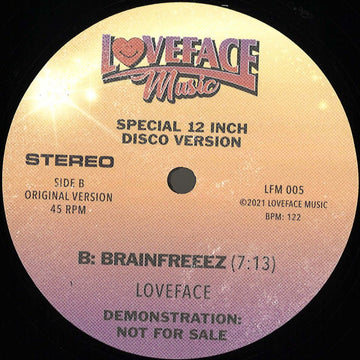 LOVEFACE
Music
SPECIAL 12 INCH
DISCO VERSION
STEREO
SIDE B
ORIGINAL VERSION
45 RPM
LFM 005
©2021 LOVEFACE MUSIC
BPM: 122
B: BRAINFREEEZ (7:13)
LOVEFACE
DEMONSTRATION:
NOT FOR SALE